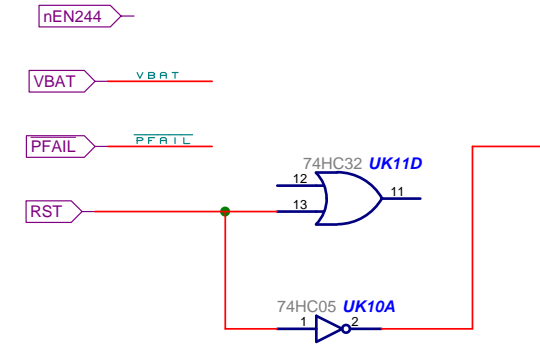 nEN244
VBAT VBAT
PFAIL PFAIL
74HC32 UK11D
12
11
13
RST
74HC05 UK10A
1 2